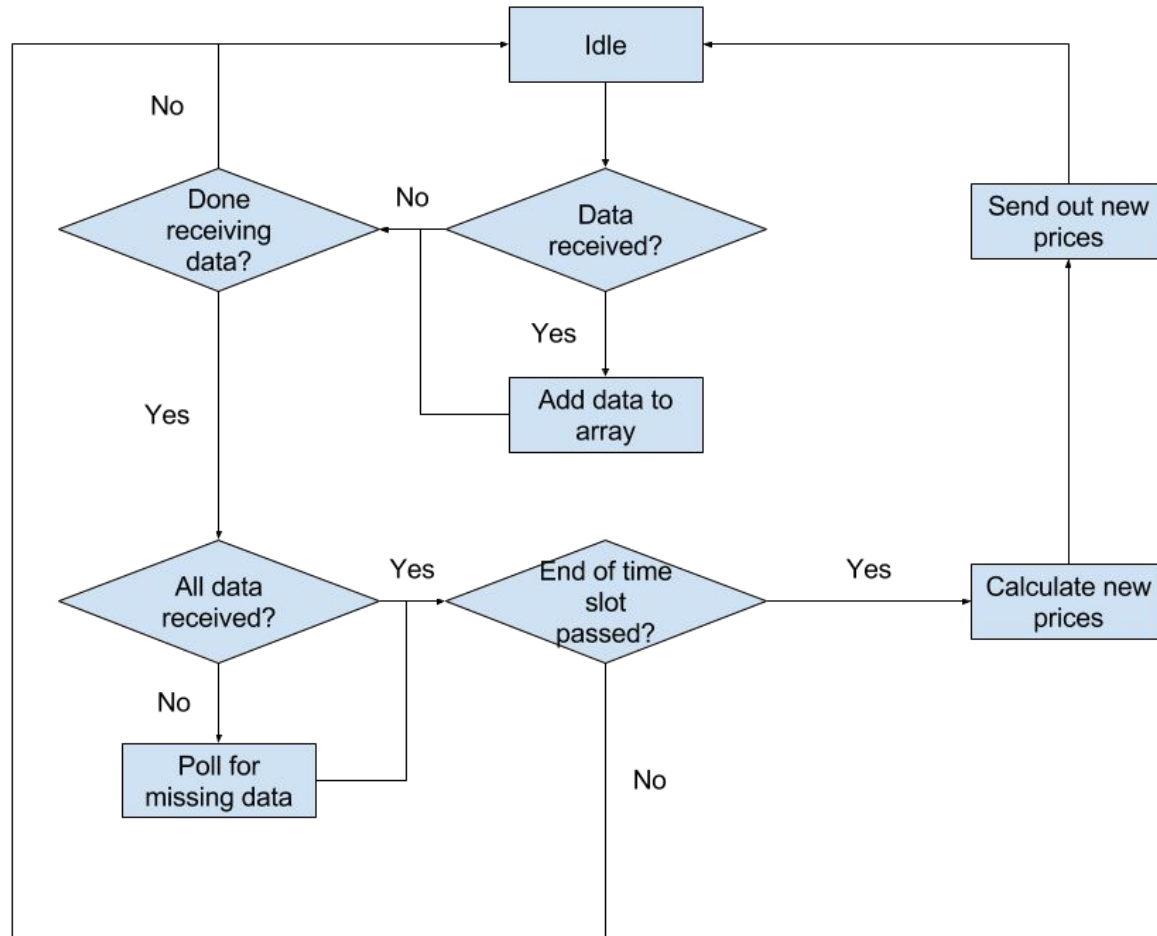 Idle
No
Done
receiving
data?
No
Data
received?
Send out new
prices
Yes
Add data to
array
Yes
All data
received?
Yes
End of time
slot
passed?
Yes
Calculate new
prices
No
Poll for
missing data
No